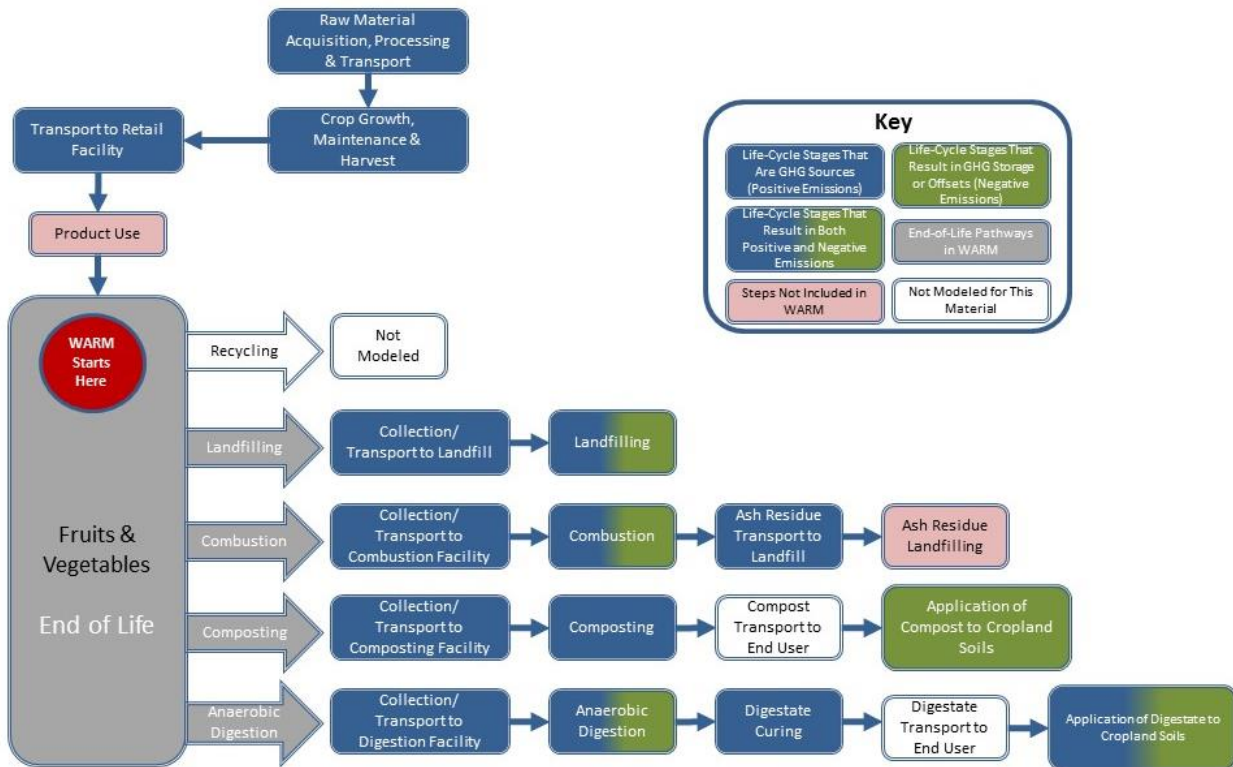 Raw Material
Acquisition, Processing
& Transport
Transport to Retail
Facility
Crop Growth,
Maintenance &
Harvest
Product Use
Key
Life-Cycle Stages That
Are GHG Sources
(Positive Emissions)
Life-Cycle Stages That
Result in GHG Storage
or Offsets (Negative
Emissions)
Life-Cycle Stages That
Result in Both
Positive and Negative
Emissions
End-of-Life Pathways
in WARM
Steps Not Included in
WARM
Not Modeled for This
Material
WARM
Starts
Here
Fruits &
Vegetables
End of Life
Recycling
Not
Modeled
Landfilling
Collection/
Transport to Landfill
Landfilling
Combustion
Collection/
Transport to
Combustion Facility
Combustion
Ash Residue
Transport to
Landfill
Ash Residue
Landfilling
Composting
Collection/
Transport to
Composting Facility
Composting
Compost
Transport to
End User
Application of
Compost to Cropland
Soils
Anaerobic
Digestion
Collection/
Transport to
Digestion Facility
Anaerobic
Digestion
Digestate
Curing
Digestate
Transport to
End User
Application of Digestate to
Cropland Soils